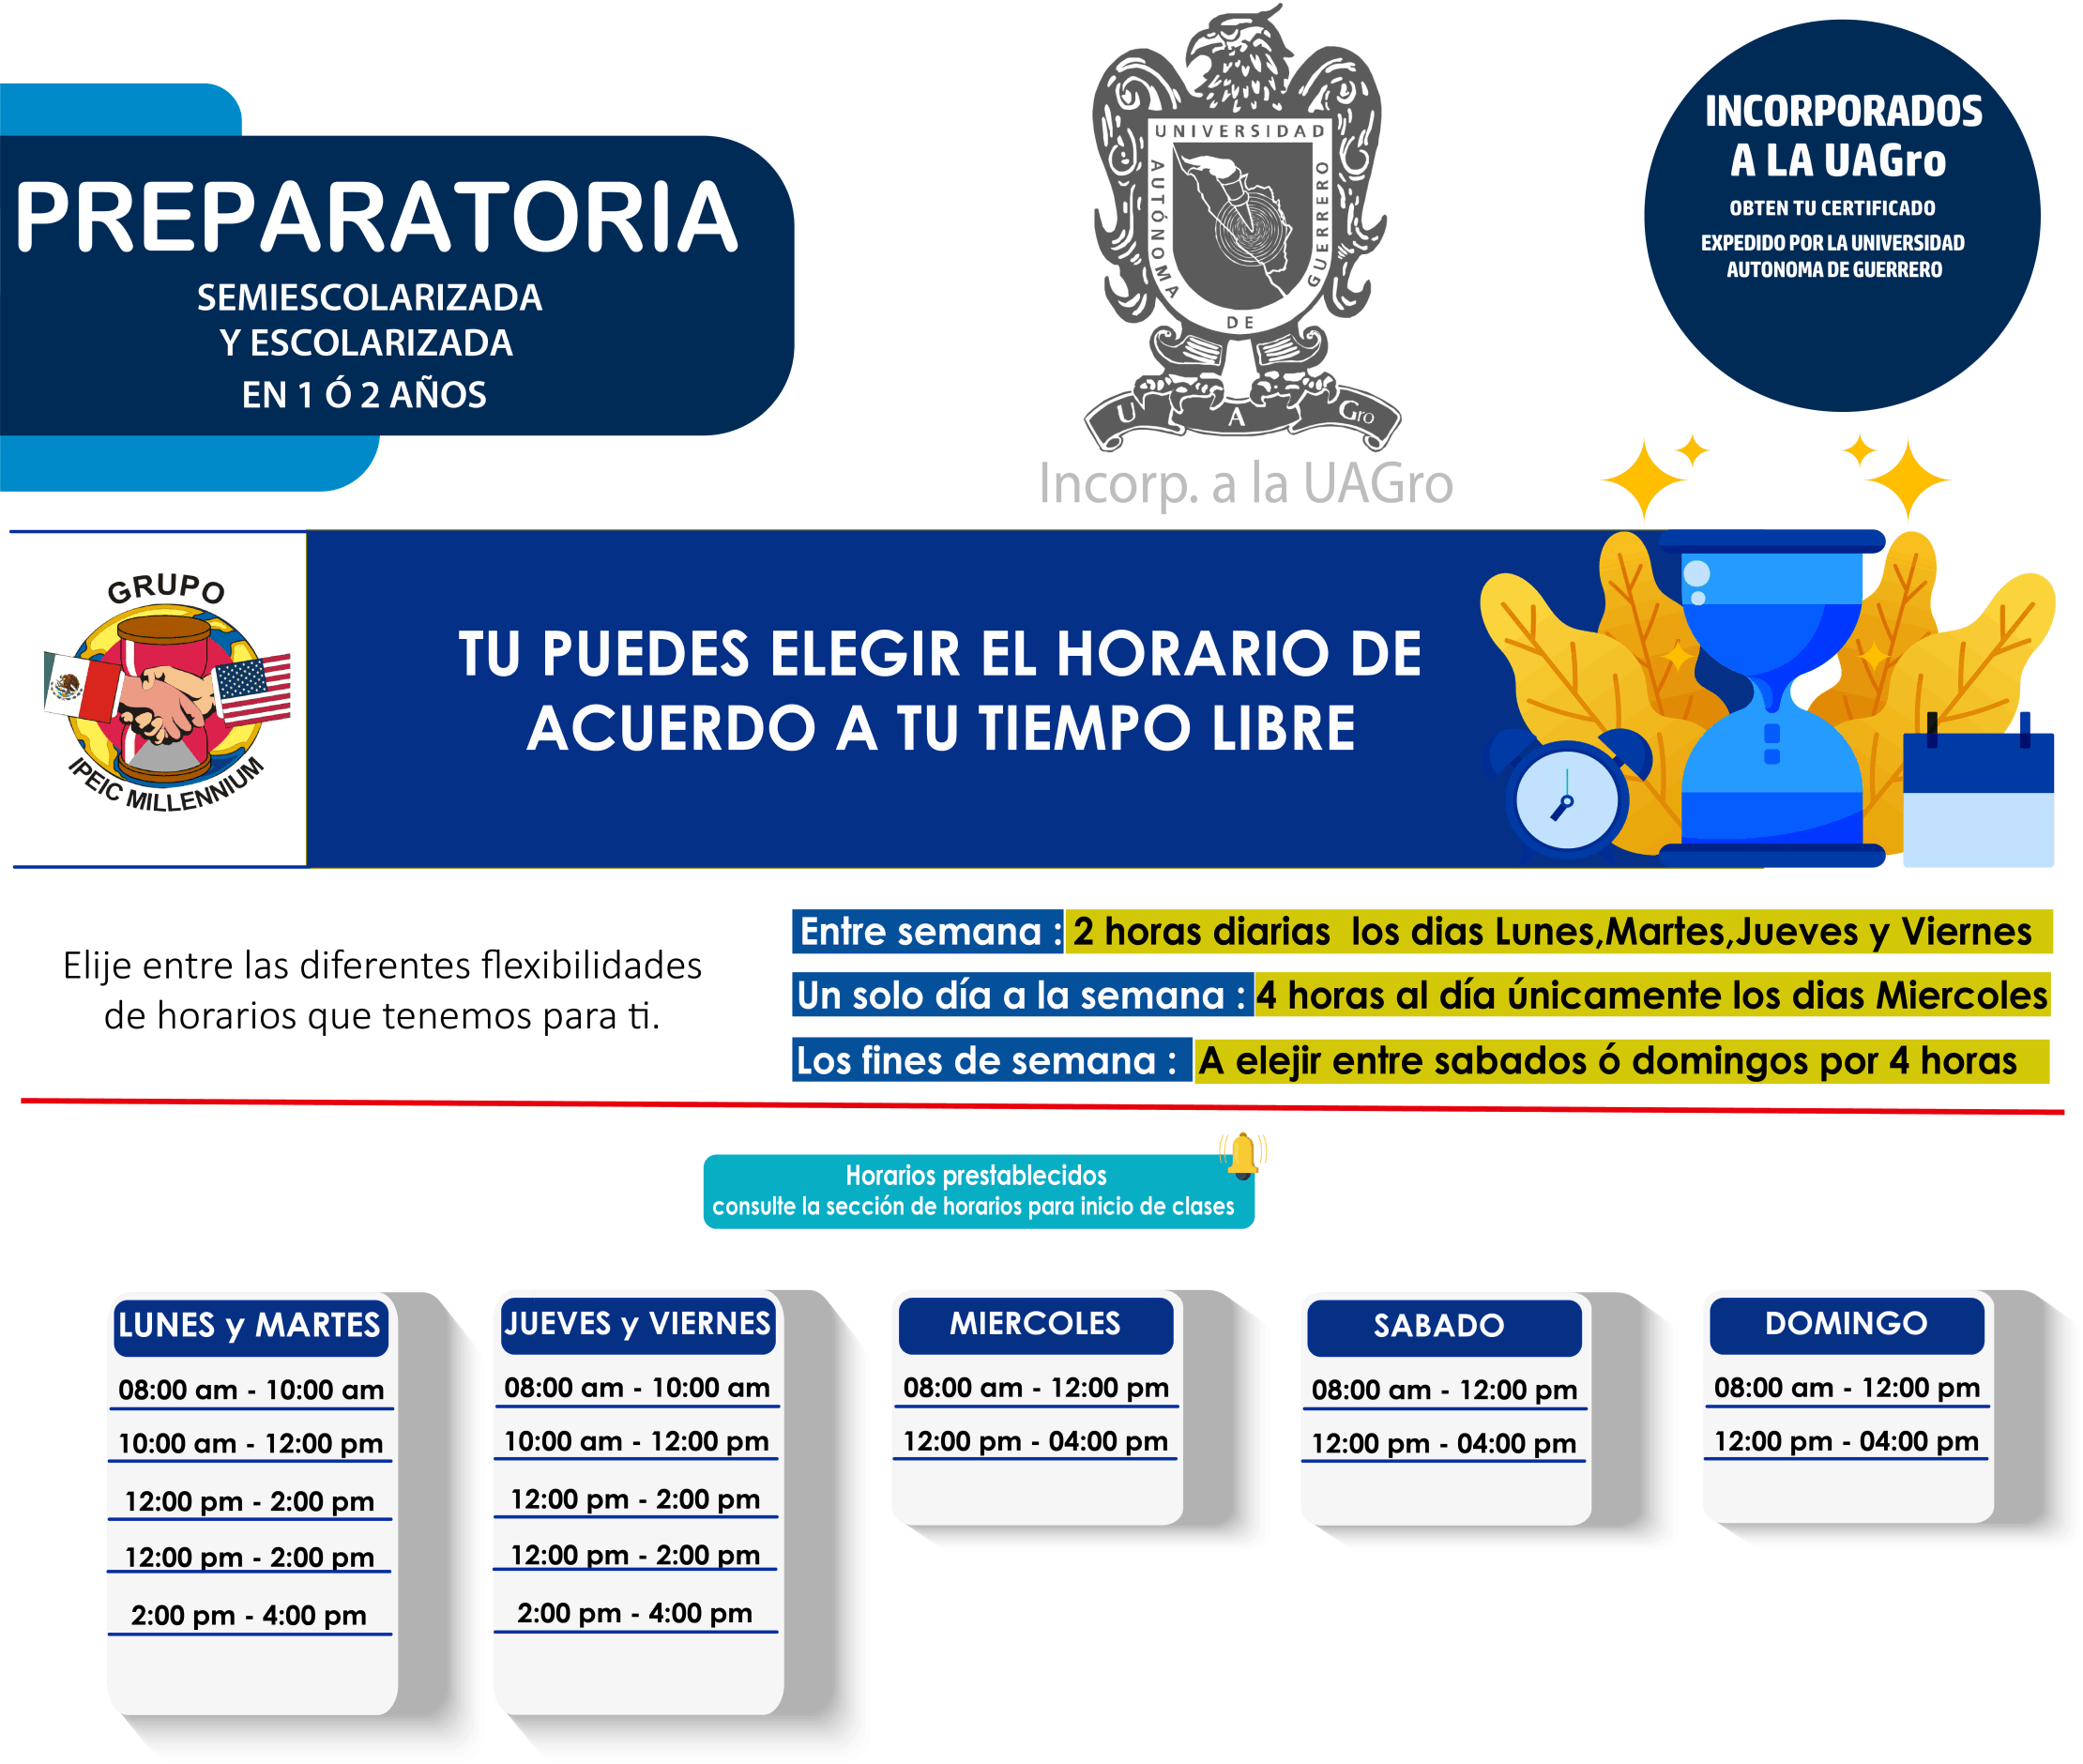 PREPARATORIA
SEMIESCOLARIZADA
Y ESCOLARIZADA
EN 1 Ó 2 AÑOS
UNIVERSIDAD
AUTÓNOMA
DE
GUERRERO
U A Gro
Incorp. a la UAGro
INCORPORADOS
A LA UAGro
OBTEN TU CERTIFICADO
EXPEDIDO POR LA UNIVERSIDAD
AUTONOMA DE GUERRERO
GRUPO
IPEIC MILLENNIUM
TU PUEDES ELEGIR EL HORARIO DE
ACUERDO A TU TIEMPO LIBRE
Elije entre las diferentes flexibilidades
de horarios que tenemos para ti.
Entre semana : 2 horas diarias los dias Lunes,Martes,Jueves y Viernes
Un solo día a la semana : 4 horas al día únicamente los dias Miercoles
Los fines de semana : A elejir entre sabados ó domingos por 4 horas
Horarios prestablecidos
consulte la sección de horarios para inicio de clases
LUNES y MARTES
08:00 am - 10:00 am
10:00 am - 12:00 pm
12:00 pm - 2:00 pm
12:00 pm - 2:00 pm
2:00 pm - 4:00 pm
JUEVES y VIERNES
08:00 am - 10:00 am
10:00 am - 12:00 pm
12:00 pm - 2:00 pm
12:00 pm - 2:00 pm
2:00 pm - 4:00 pm
MIERCOLES
08:00 am - 12:00 pm
12:00 pm - 04:00 pm
SABADO
08:00 am - 12:00 pm
12:00 pm - 04:00 pm
DOMINGO
08:00 am - 12:00 pm
12:00 pm - 04:00 pm